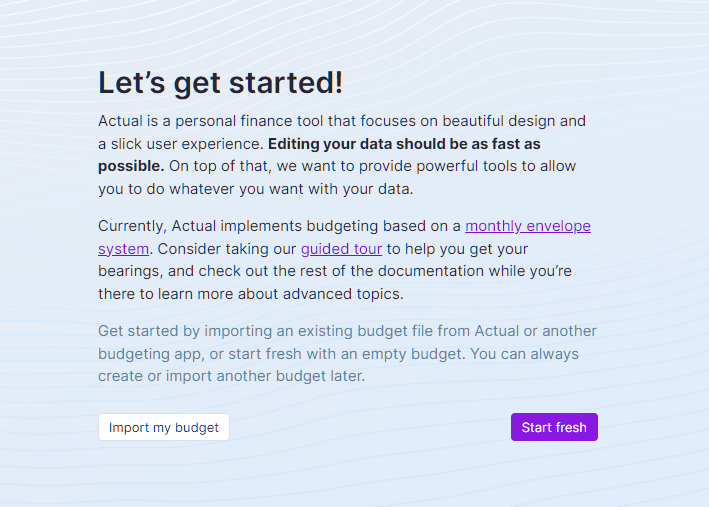 Let’s get started!
Actual is a personal finance tool that focuses on beautiful design and
a slick user experience. Editing your data should be as fast as
possible. On top of that, we want to provide powerful tools to allow
you to do whatever you want with your data.
Currently, Actual implements budgeting based on a monthly envelope
system. Consider taking our guided tour to help you get your
bearings, and check out the rest of the documentation while you’re
there to learn more about advanced topics.
Get started by importing an existing budget file from Actual or another
budgeting app, or start fresh with an empty budget. You can always
create or import another budget later.
Import my budget
Start fresh